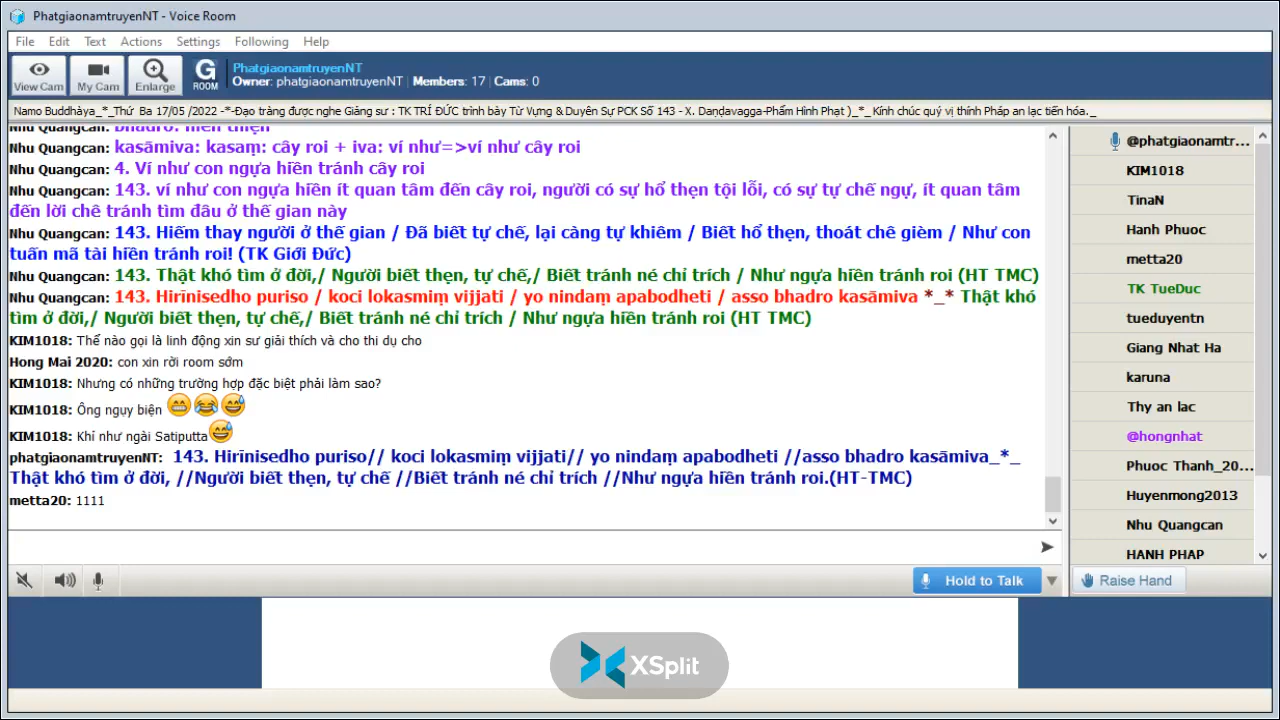 PhatgiaonamtruyenNT - Voice Room
File Edit Text Actions Settings Following Help
View Cam My Cam Enlarge G ROOM
PhatgiaonamtruyenNT
Owner: phatgiaonamtruyenNT | Members: 17 | Cams: 0
Namo Buddhàya_*_Thứ Ba 17/05 /2022 -*-Đạo tràng được nghe Giảng sư : TK TRÍ ĐỨC trình bày Từ Vựng & Duyên Sự PCK Số 143 - X. Daṇḍavagga-Phẩm Hình Phạt )_*_ Kính chúc quý vị thính Pháp an lạc tiến hóa._
Nhu Quangcan: bhadro: hiền thiện
Nhu Quangcan: kasāmiva: kasaṃ: cây roi + iva: ví như=>ví như cây roi
Nhu Quangcan: 4. Ví như con ngựa hiền tránh cây roi
Nhu Quangcan: 143. ví như con ngựa hiền ít quan tâm đến cây roi, người có sự hổ thẹn tội lỗi, có sự tự chế ngự, ít quan tâm
đến lời chê tránh tìm đâu ở thế gian này
Nhu Quangcan: 143. Hiếm thay người ở thế gian / Đã biết tự chế, lại càng tự khiêm / Biết hổ thẹn, thoát chê gièm / Như con
tuấn mã tài hiền tránh roi! (TK Giới Đức)
Nhu Quangcan: 143. Thật khó tìm ở đời,/ Người biết thẹn, tự chế,/ Biết tránh né chỉ trích / Như ngựa hiền tránh roi (HT TMC)
Nhu Quangcan: 143. Hirīnisedho puriso / koci lokasmiṃ vijjati / yo nindaṃ apabodheti / asso bhadro kasāmiva *_* Thật khó
tìm ở đời,/ Người biết thẹn, tự chế,/ Biết tránh né chỉ trích / Như ngựa hiền tránh roi (HT TMC)
KIM1018: Thế nào gọi là linh động xin sư giải thích và cho thi dụ cho
Hong Mai 2020: con xin rời room sớm
KIM1018: Nhưng có những trường hợp đặc biệt phải làm sao?
KIM1018: Ông ngụy biện
KIM1018: Khỉ như ngài Satiputta
phatgiaonamtruyenNT: 143. Hirīnisedho puriso// koci lokasmiṃ vijjati// yo nindaṃ apabodheti //asso bhadro kasāmiva_*_
Thật khó tìm ở đời, //Người biết thẹn, tự chế //Biết tránh né chỉ trích //Như ngựa hiền tránh roi.(HT-TMC)
metta20: 1111
Hold to Talk
@phatgiaonamtr...
KIM1018
TinaN
Hanh Phuoc
metta20
TK TueDuc
tueduyentn
Giang Nhat Ha
karuna
Thy an lac
@hongnhat
Phuoc Thanh_20...
Huyenmong2013
Nhu Quangcan
HANH PHAP
Raise Hand
XSplit